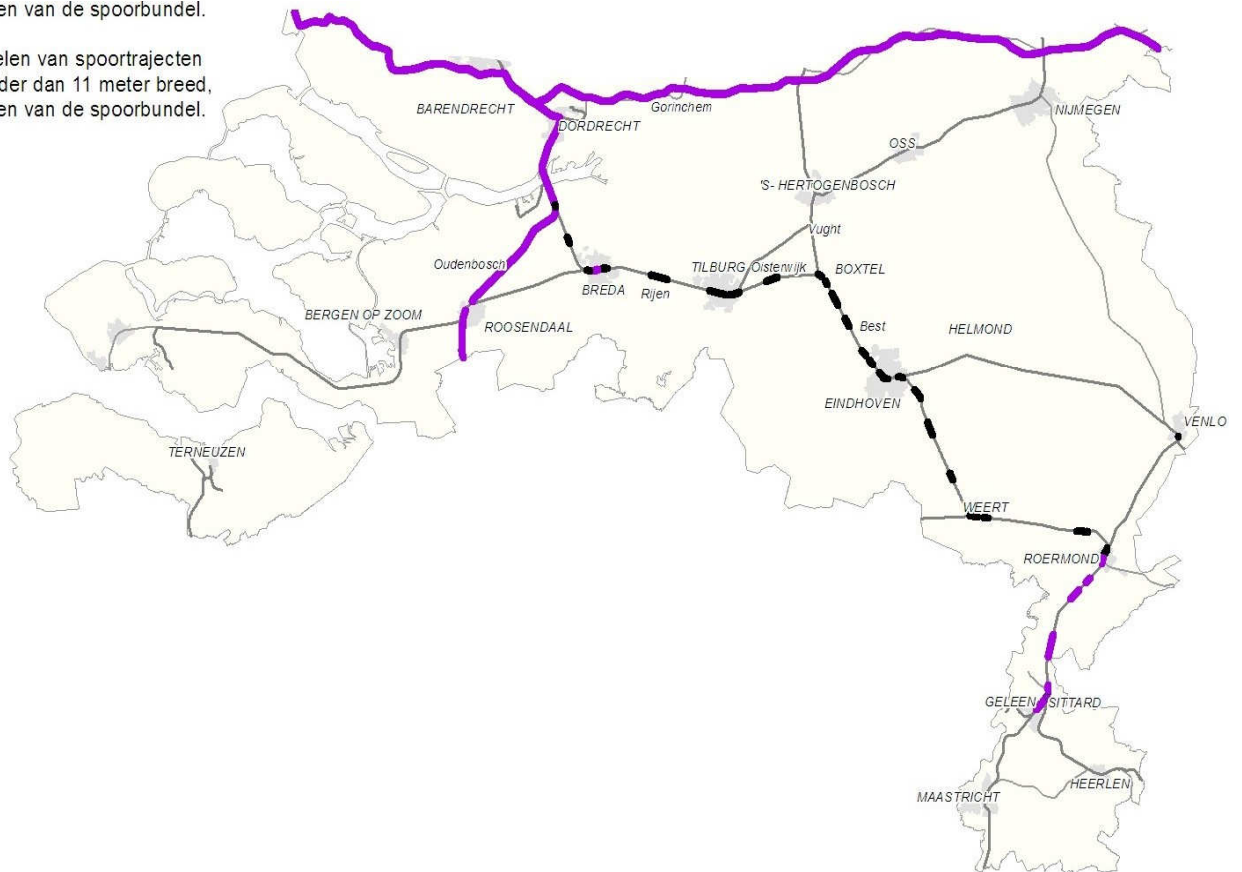 en van de spoorbundel.
elen van spoortrajecten
der dan 11 meter breed,
en van de spoorbundel.
BARENDRECHT
Gorinchem
NIJMEGEN
DORDRECHT
OSS
'S- HERTOGENBOSCH
Vught
Oudenbosch
TILBURG Oisterwijk BOXTEL
BREDA Rijen
BERGEN OP ZOOM
ROOSENDAAL
Best
HELMOND
EINDHOVEN
VENLO
TERNEUZEN
WEERT
ROERMOND
GELEEN SITTARD
HEERLEN
MAASTRICHT